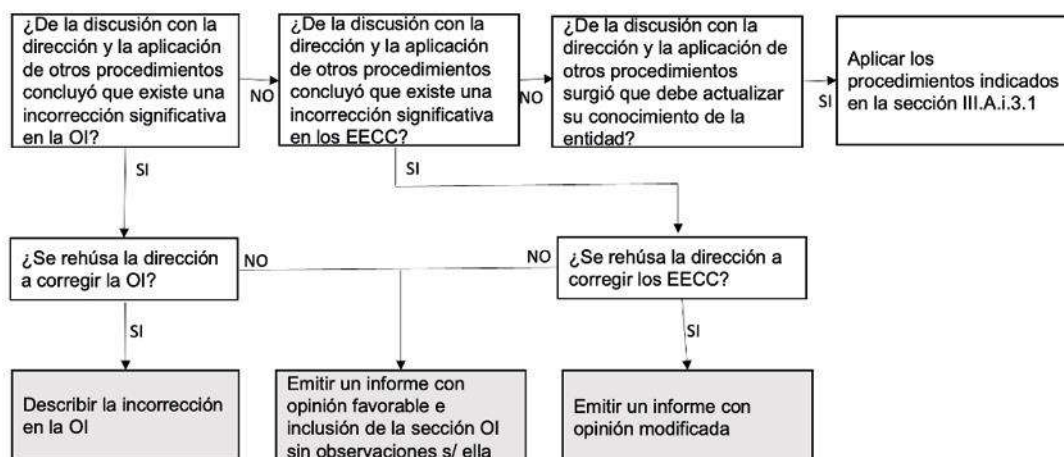 ¿De la discusión con la
dirección y la aplicación
de otros procedimientos
concluyó que existe una
incorrección significativa
en la OI?
NO
¿De la discusión con la
dirección y la aplicación
de otros procedimientos
concluyó que existe una
incorrección significativa
en los EECC?
NO
¿De la discusión con la
dirección y la aplicación de
otros procedimientos
surgió que debe actualizar
su conocimiento de la
entidad?
SI
Aplicar los
procedimientos indicados
en la sección III.A.i.3.1
SI
SI
¿Se rehúsa la dirección
a corregir la OI?
NO
NO
¿Se rehúsa la dirección a
corregir los EECC?
SI
SI
Describir la incorrección
en la OI
Emitir un informe con
opinión favorable e
inclusión de la sección OI
sin observaciones s/ ella
Emitir un informe con
opinión modificada